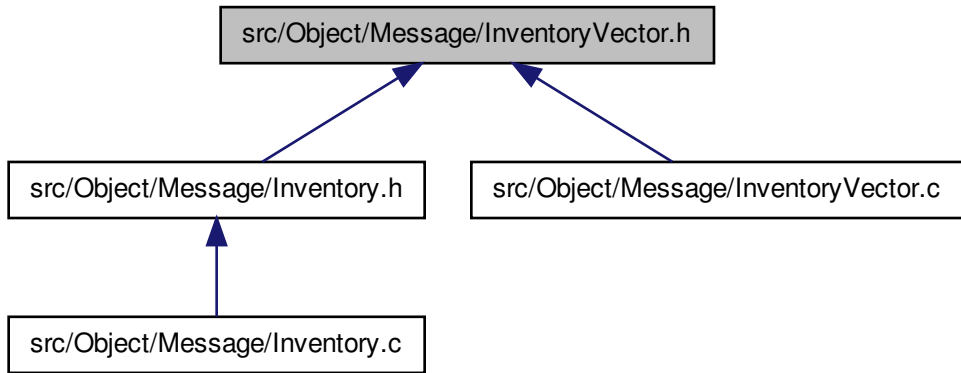 src/Object/Message/InventoryVector.h
src/Object/Message/Inventory.h
src/Object/Message/InventoryVector.c
src/Object/Message/Inventory.c